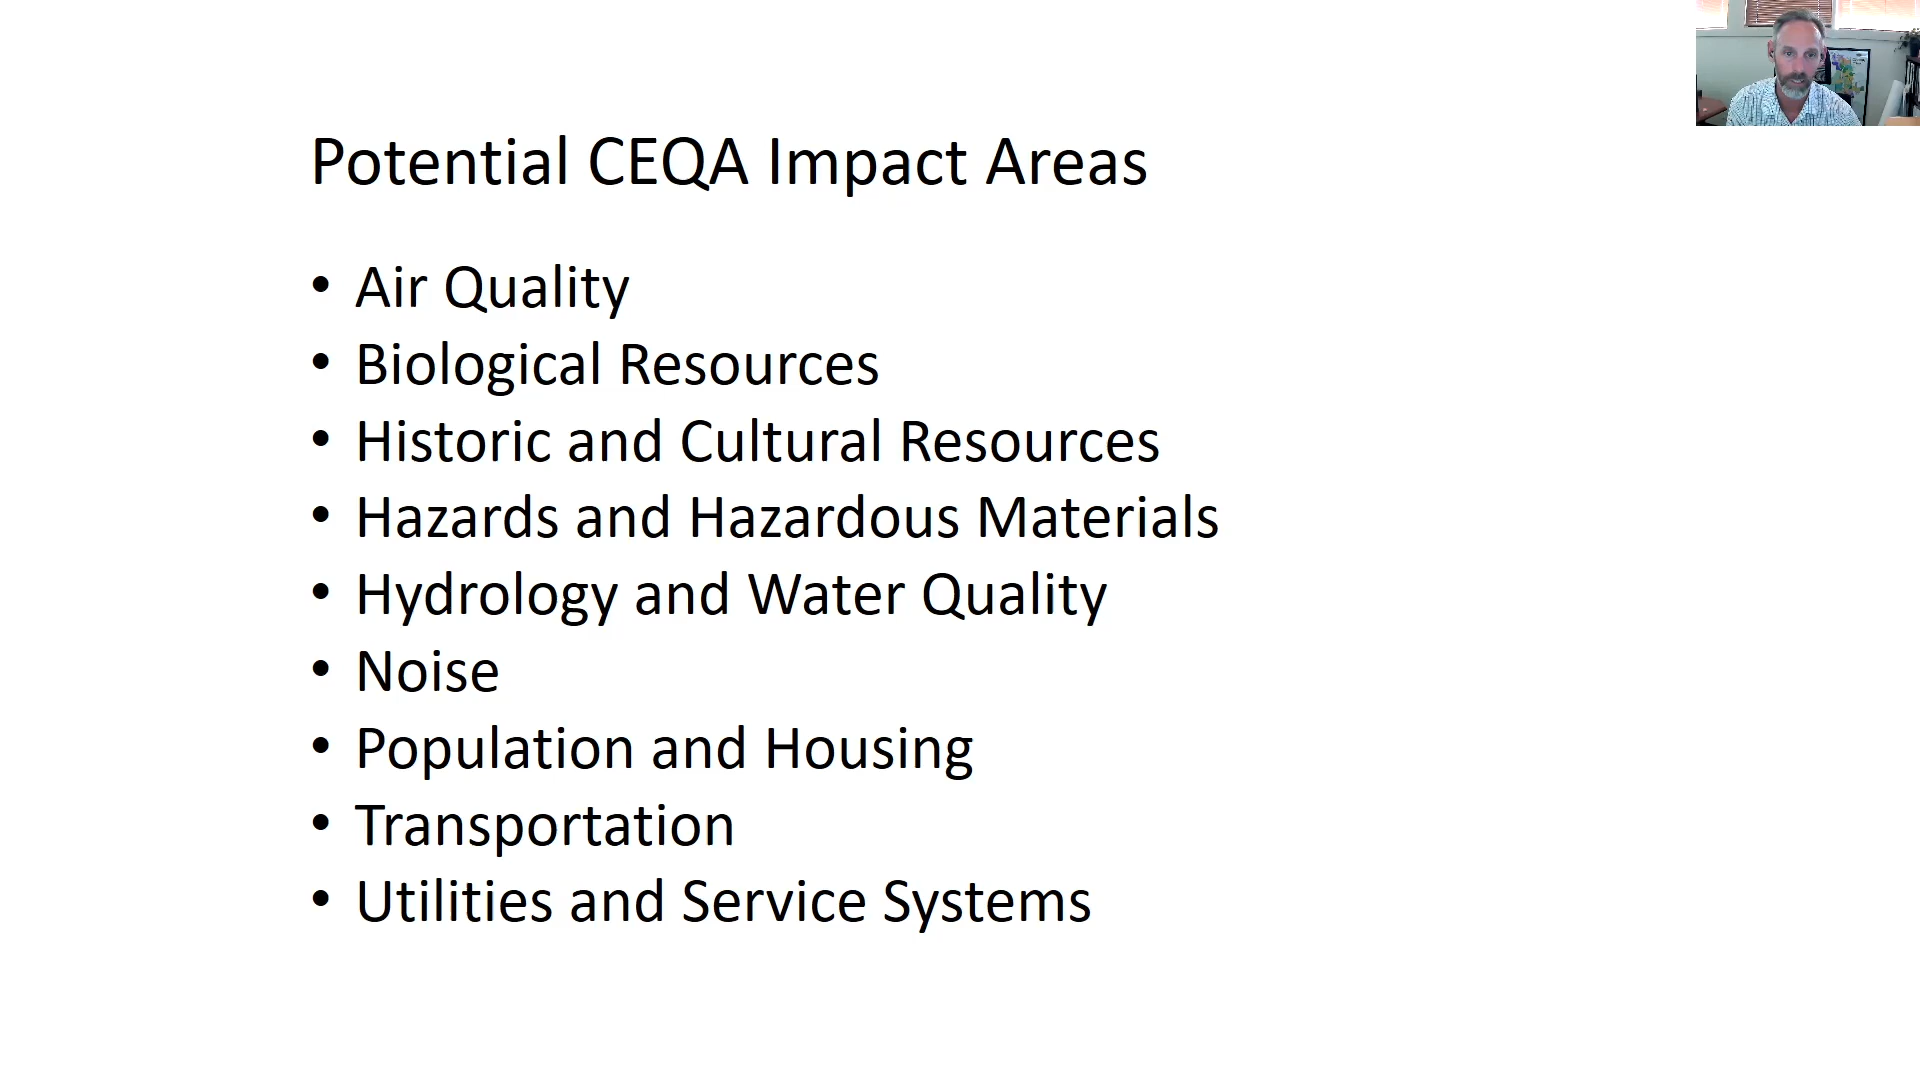 Potential CEQA Impact Areas
• Air Quality
• Biological Resources
• Historic and Cultural Resources
• Hazards and Hazardous Materials
• Hydrology and Water Quality
• Noise
• Population and Housing
• Transportation
• Utilities and Service Systems